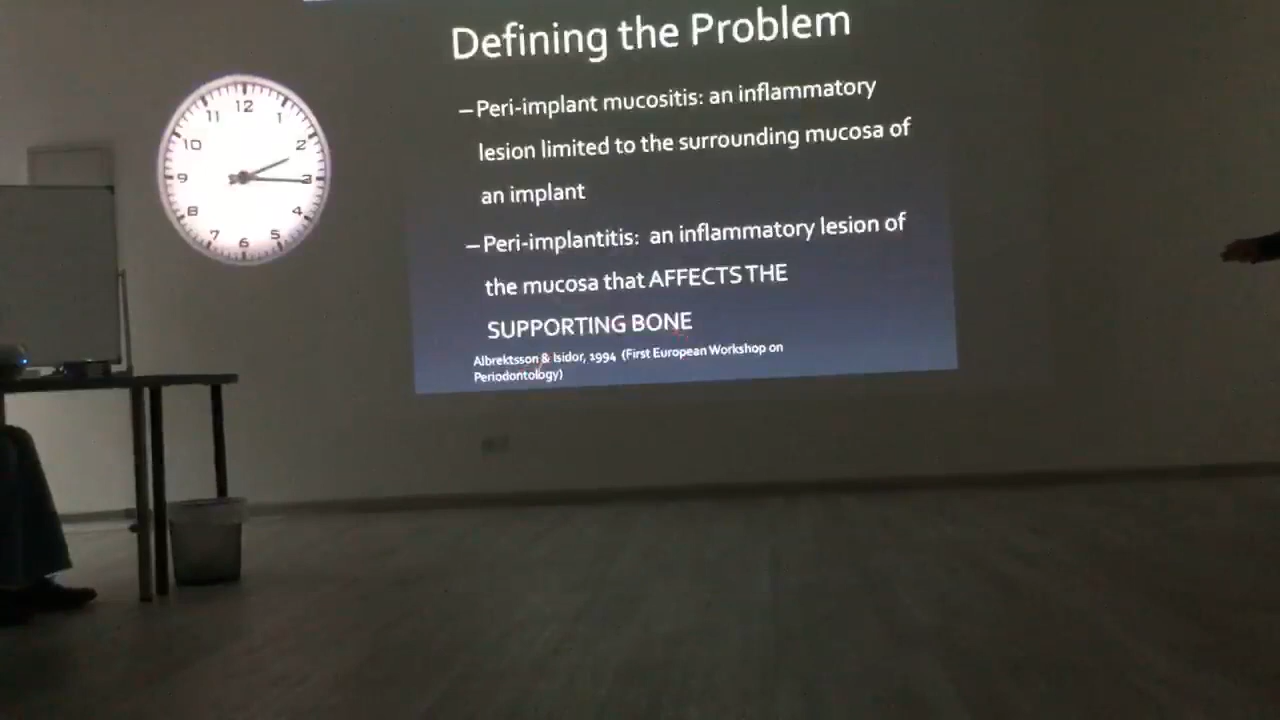 Defining the Problem
– Peri-implant mucositis: an inflammatory
lesion limited to the surrounding mucosa of
an implant
– Peri-implantitis: an inflammatory lesion of
the mucosa that AFFECTS THE
SUPPORTING BONE
Albrektsson & Isidor, 1994 (First European Workshop on
Periodontology)
12
1
2
3
4
5
6
7
8
9
10
11